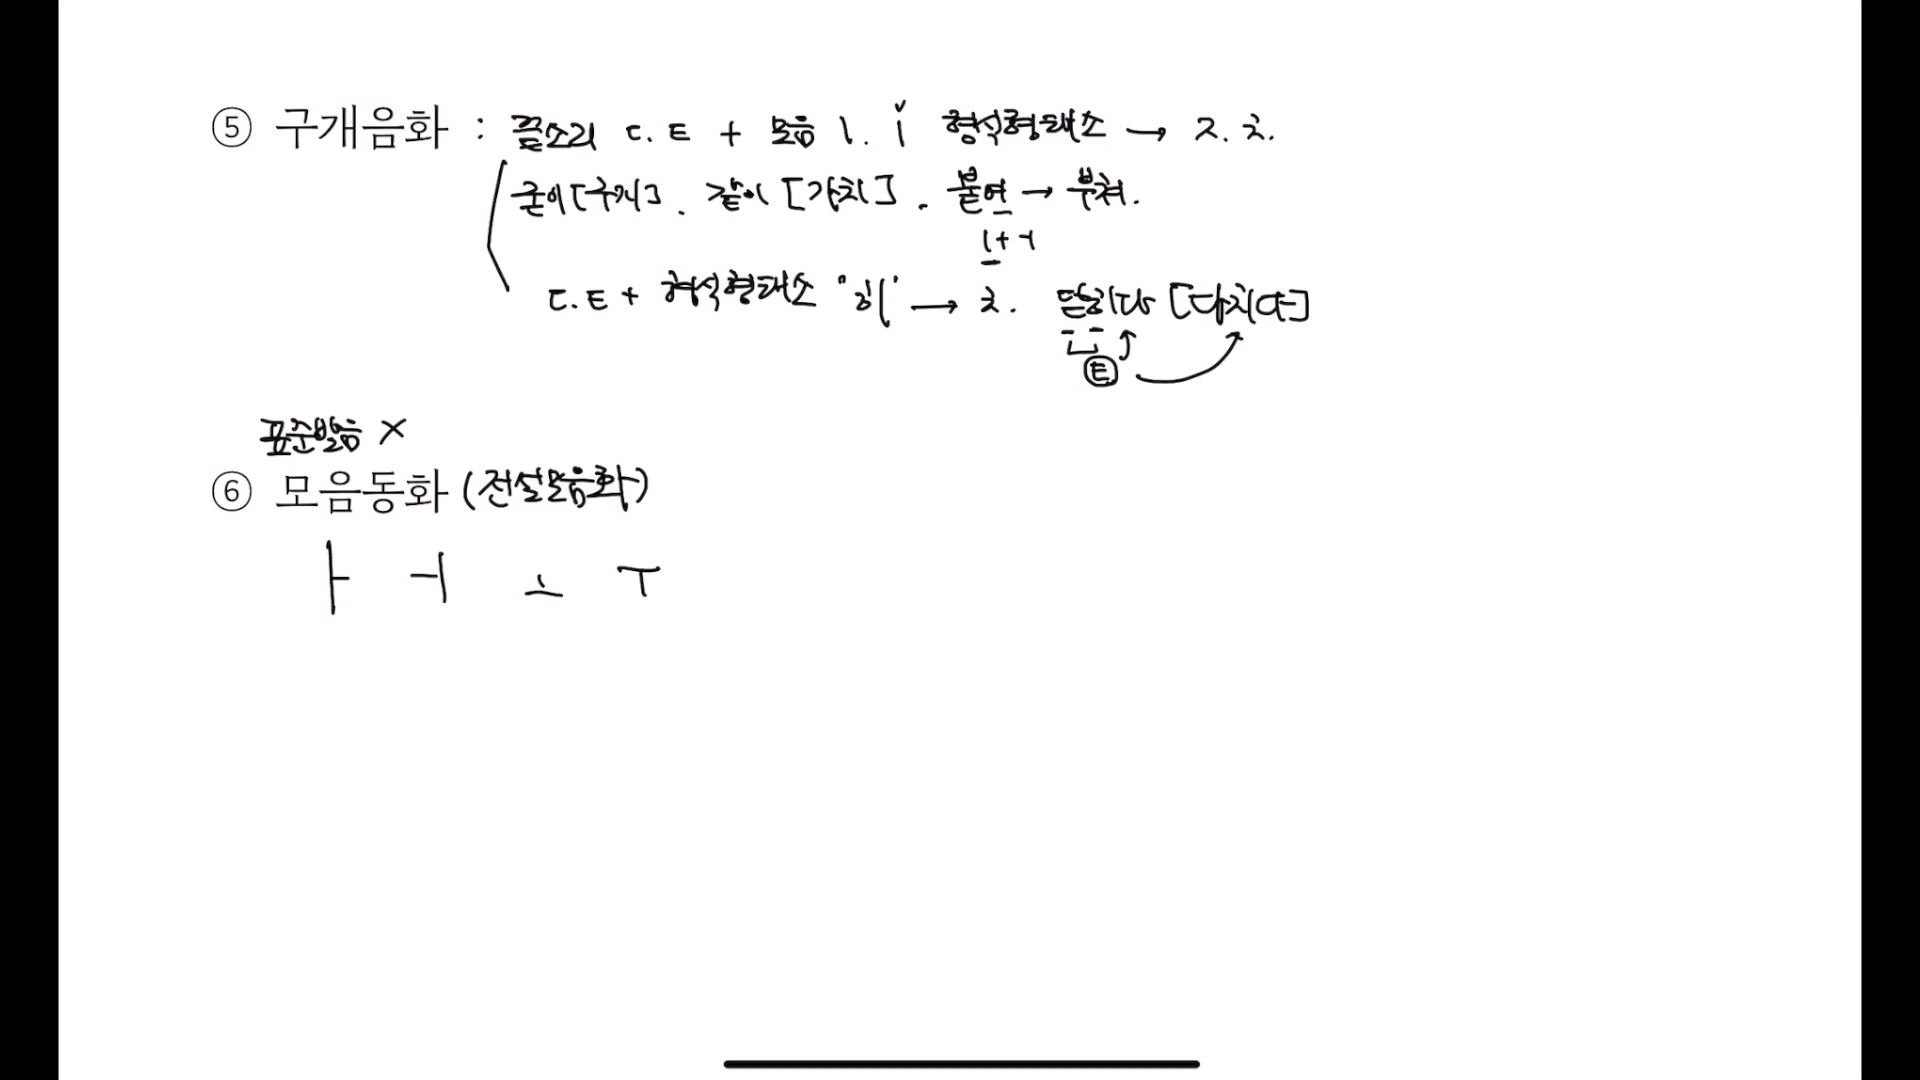 ⑤ 구개음화 : 끝소리 ㄷ.ㅌ + 모음 ㅣ. ǐ 형식형태소 → ㅈ.ㅊ.
굳이[구지]. 같이[가치]. 붙여 → 부쳐.
ㅣ+ㅓ
ㄷ.ㅌ + 형식형태소 "히" → ㅊ. 닫히다 [다치다]
ㅌ
표준발음 X
⑥ 모음동화 (전설모음화)
ㅏ ㅓ ㅗ ㅜ